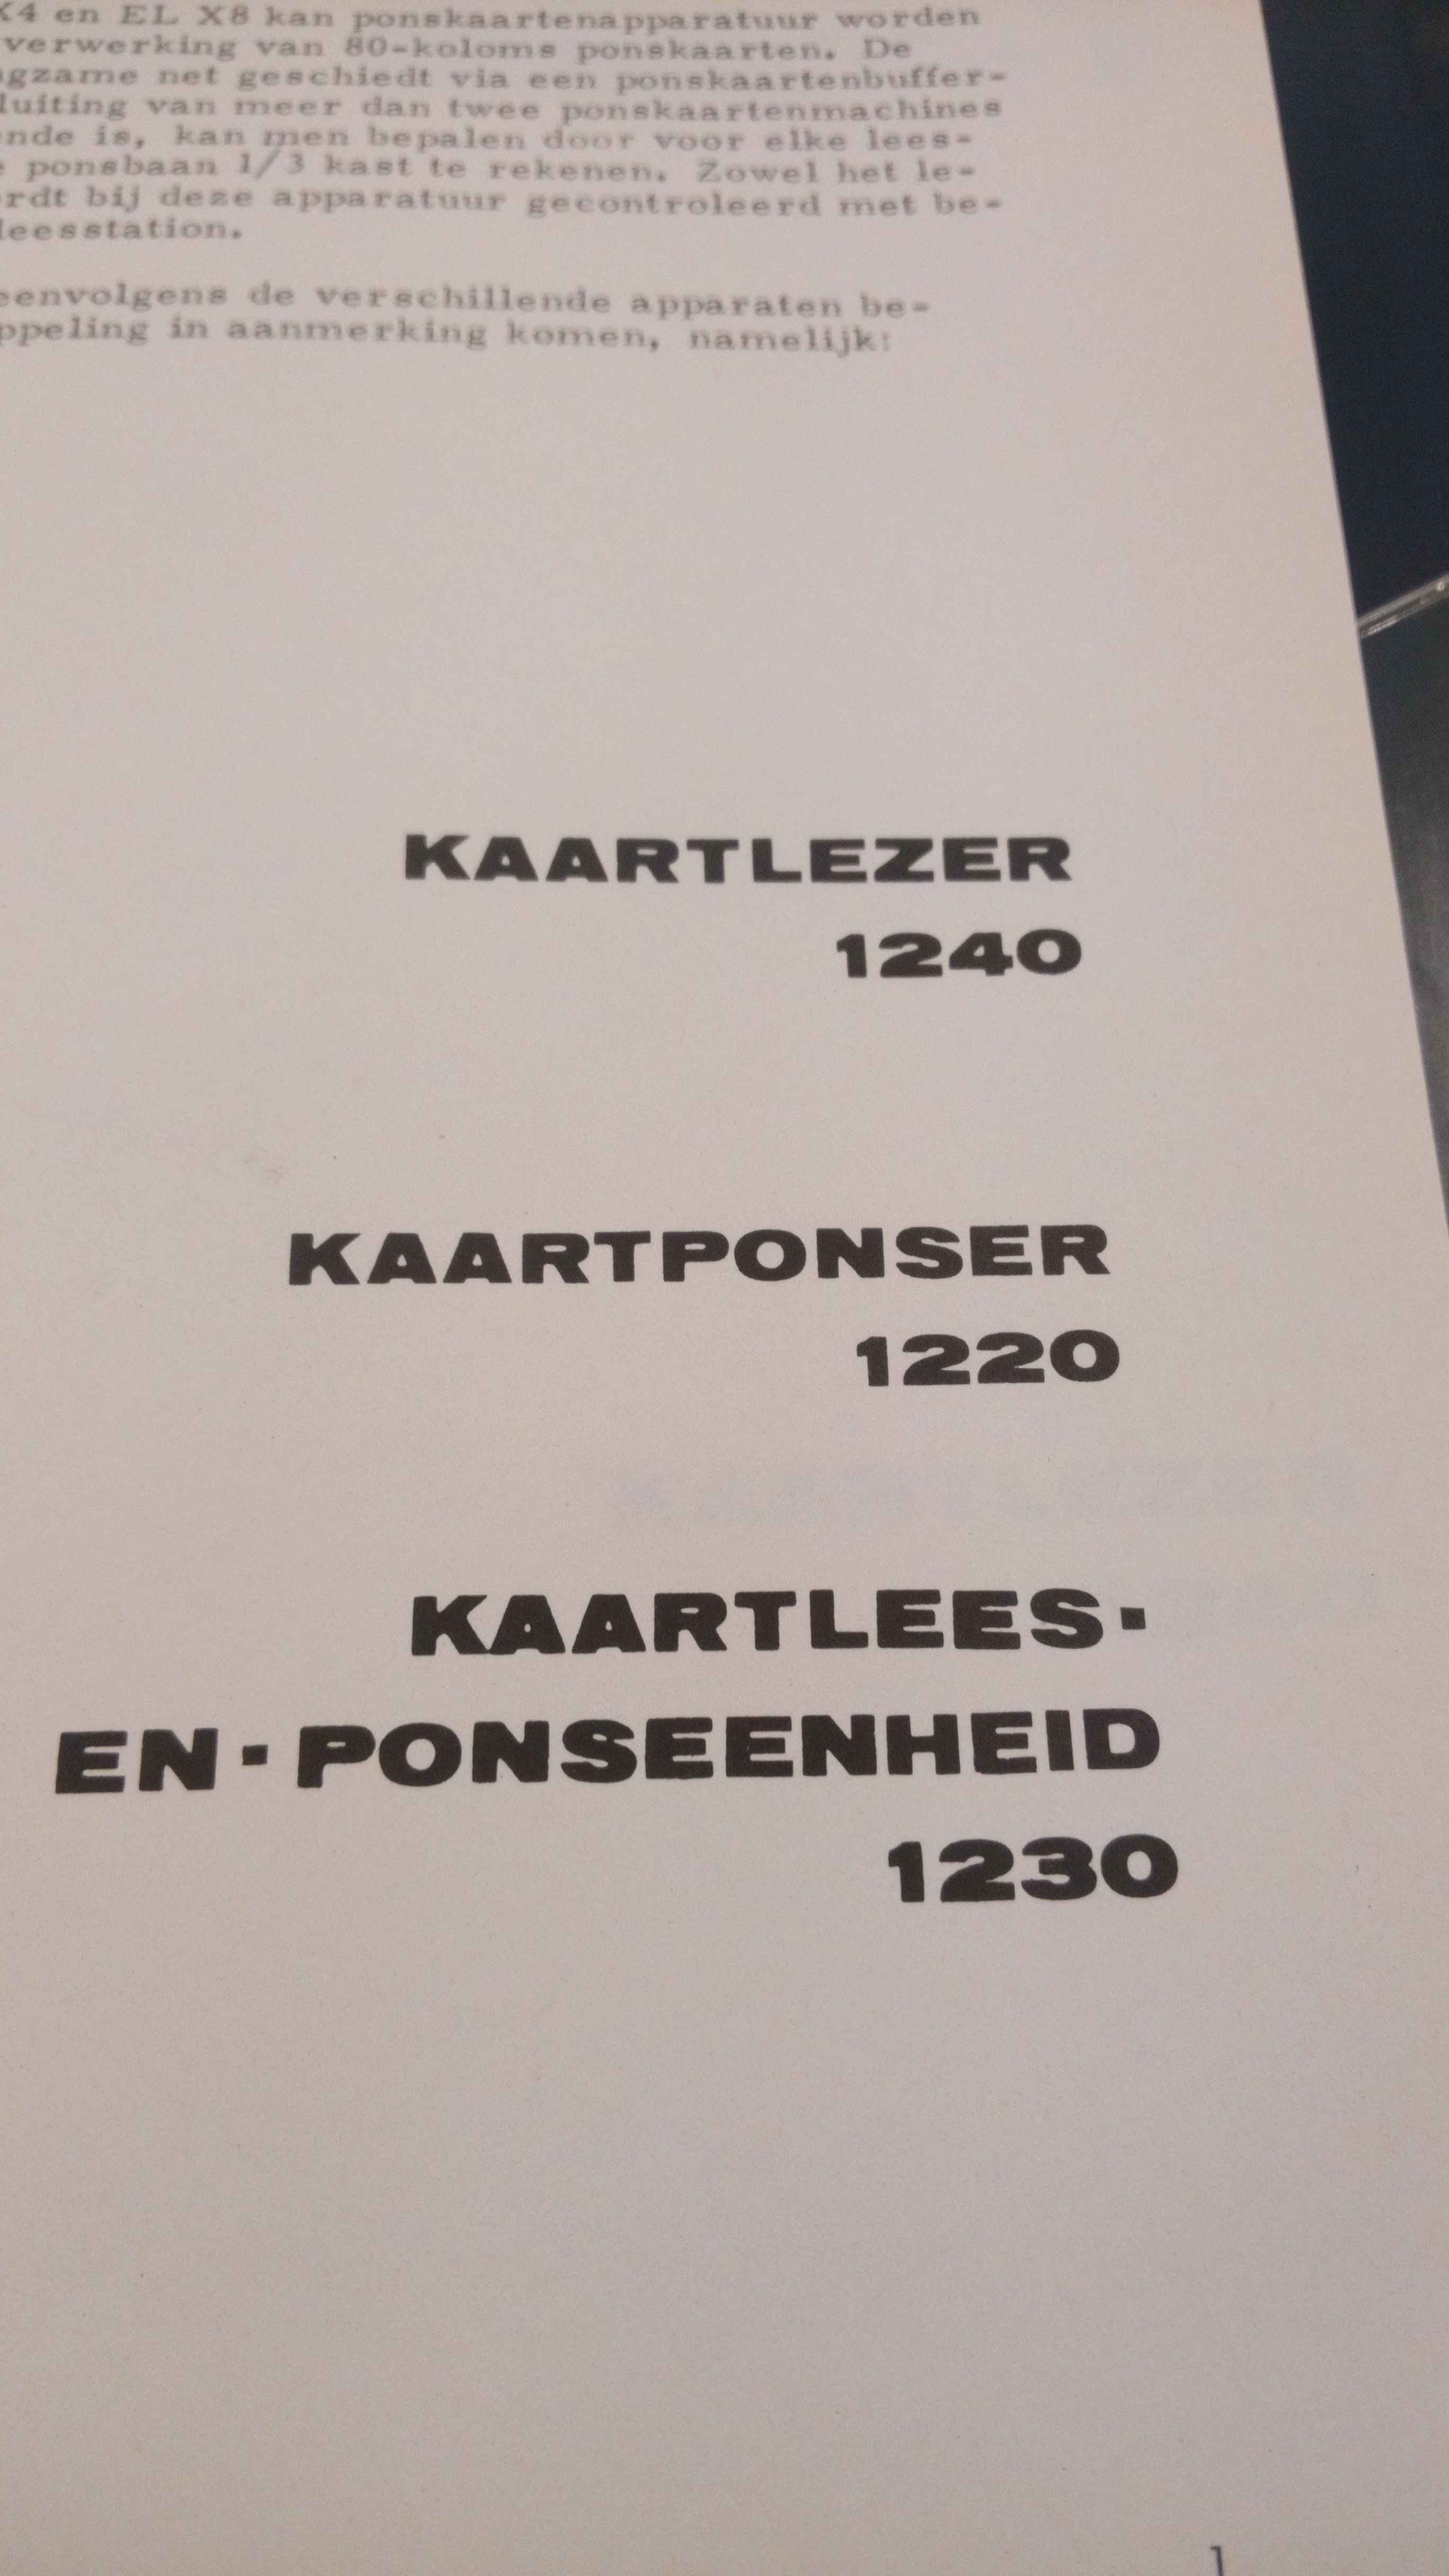 X4 en EL X8 kan ponskaartenapparatuur worden
verwerking van 80-koloms ponskaarten. De
gzame net geschiedt via een ponskaartenbuffer-
luiting van meer dan twee ponskaartenmachines
nde is, kan men bepalen door voor elke lees-
e ponsbaan 1/3 kast te rekenen. Zowel het le-
rdt bij deze apparatuur gecontroleerd met be-
leesstation.
eenvolgens de verschillende apparaten be-
ppeling in aanmerking komen, namelijk:
KAARTLEZER
1240
KAARTPONSER
1220
KAARTLEES-
EN-PONSEENHEID
1230
1